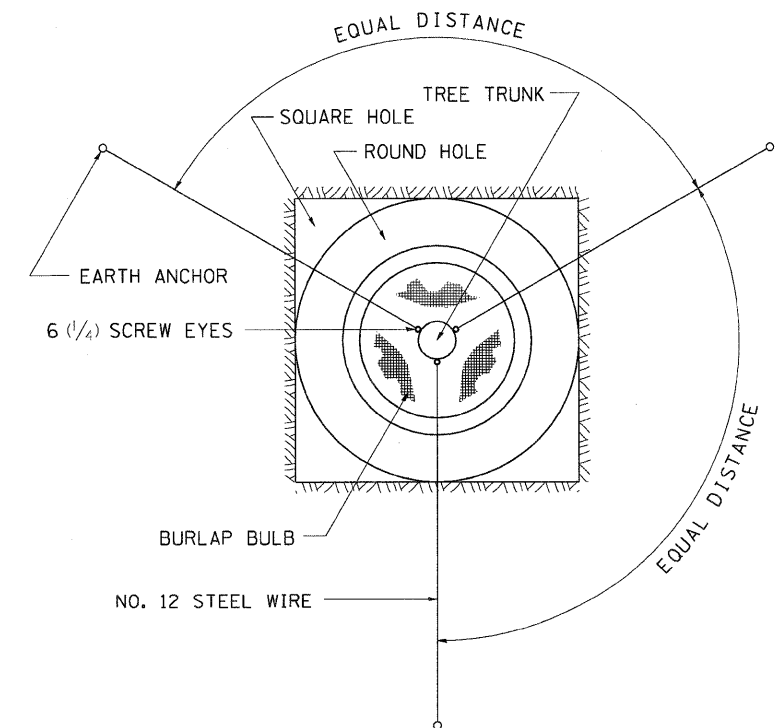 EQUAL DISTANCE
TREE TRUNK
SQUARE HOLE
ROUND HOLE
EARTH ANCHOR
6 (1/4) SCREW EYES
EQUAL DISTANCE
BURLAP BULB
NO. 12 STEEL WIRE